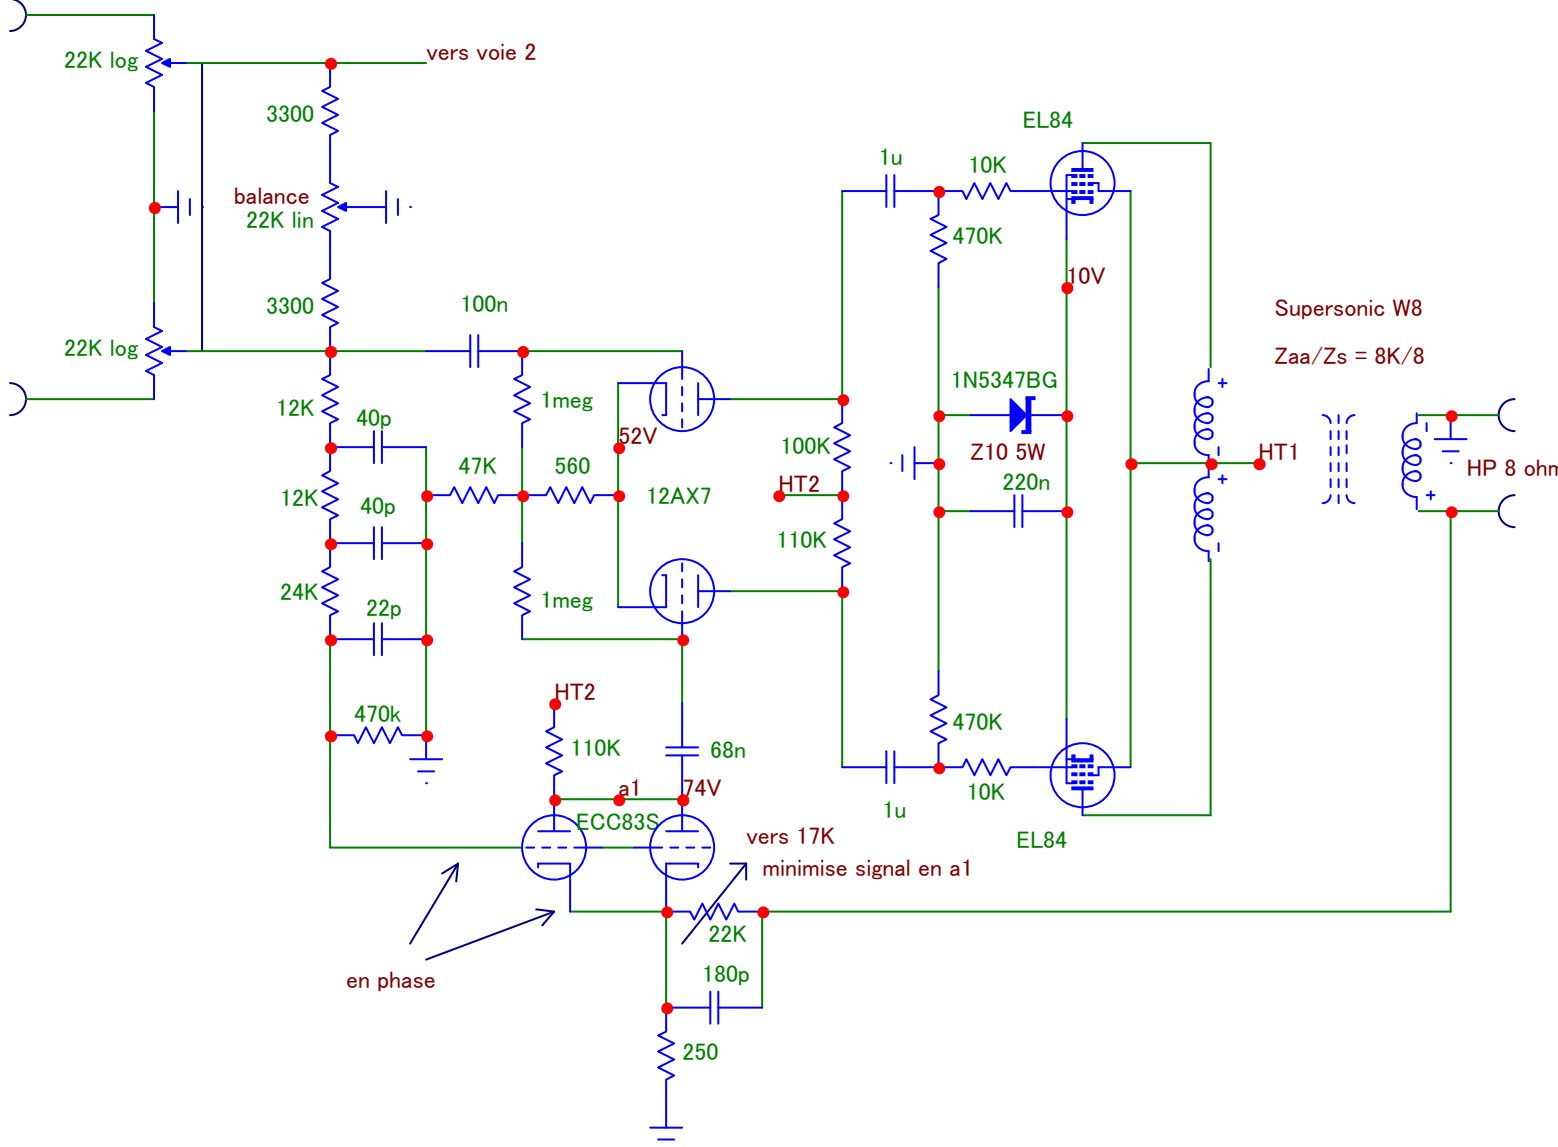 vers voie 2
22K log
3300
EL84
1u
10K
balance
22K lin
470K
10V
3300
100n
Supersonic W8
22K log
Zaa/Zs = 8K/8
1N5347BG
12K
1meg
40p
52V
100K
Z10 5W
HT1
47K
560
HT2
220n
HP 8 ohm
12K
40p
12AX7
110K
24K
22p
1meg
HT2
470k
110K
68n
470K
a1
74V
10K
ECC83S
1u
vers 17K
EL84
minimise signal en a1
22K
en phase
180p
250